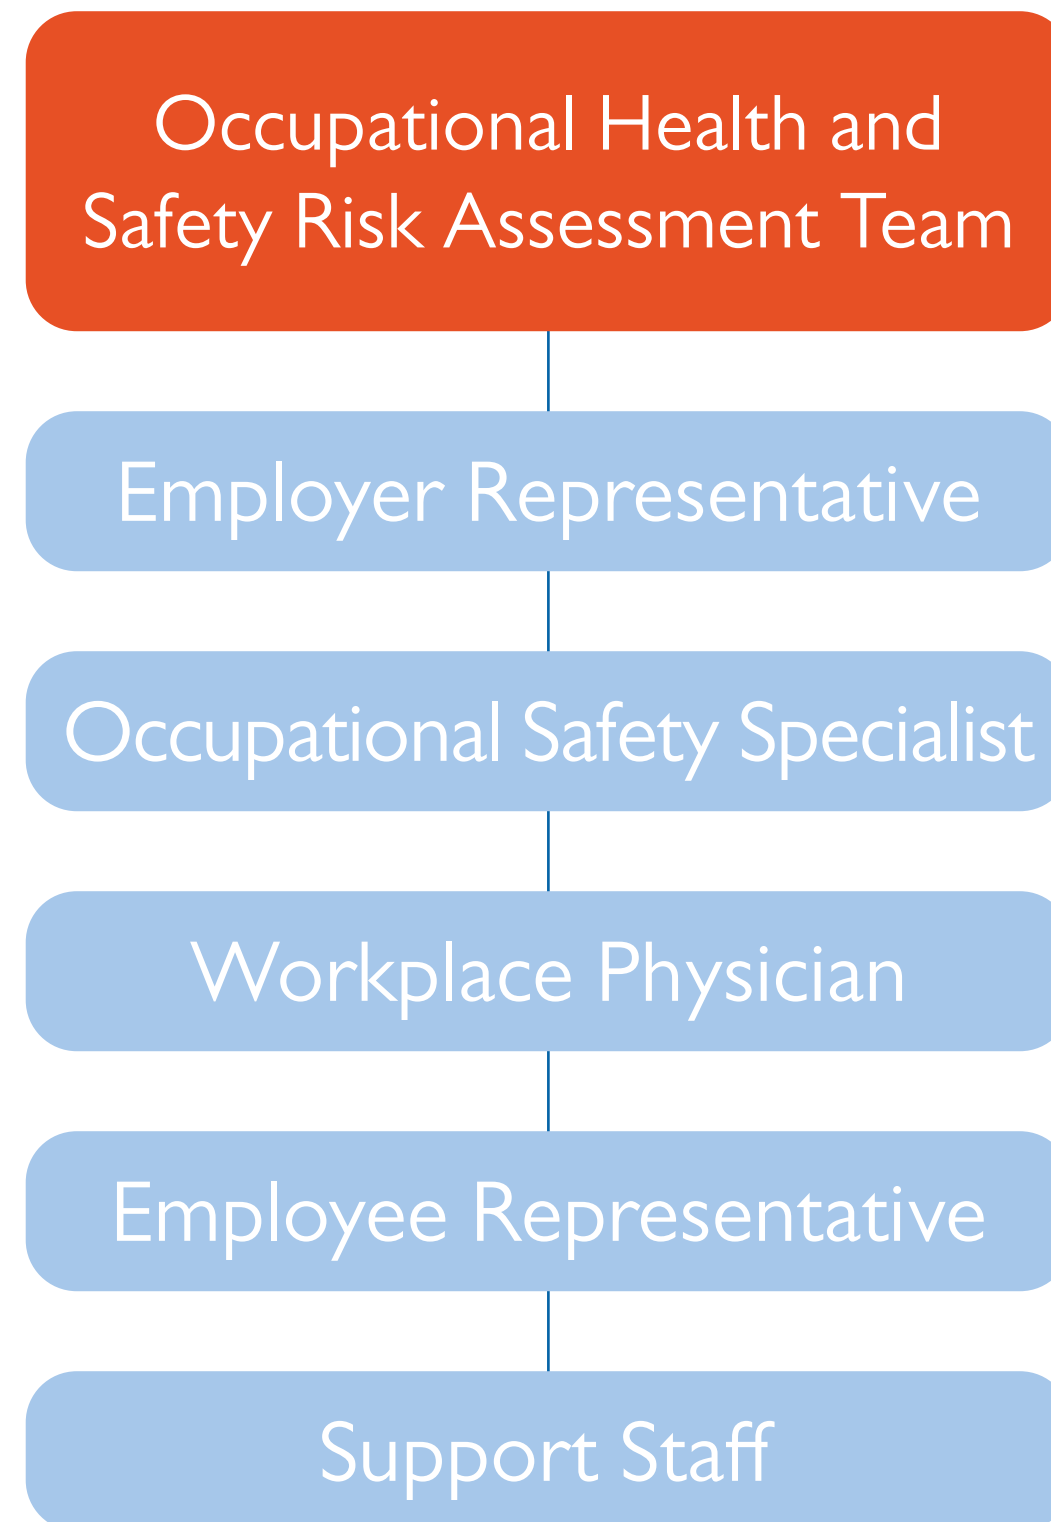 Occupational Health and
Safety Risk Assessment Team
Employer Representative
Occupational Safety Specialist
Workplace Physician
Employee Representative
Support Staff